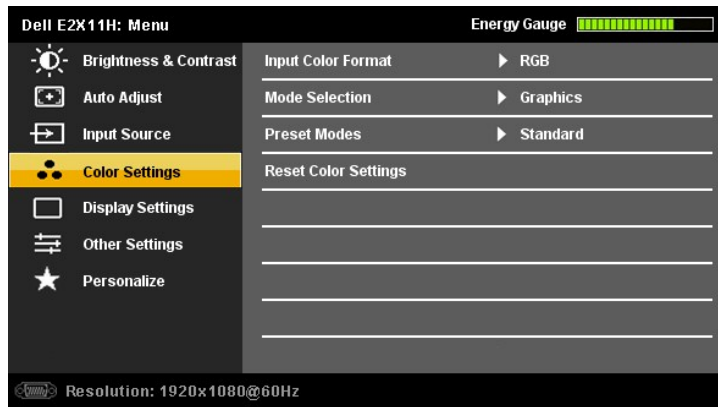 Dell E2X11H: Menu
Energy Gauge
Brightness & Contrast
Auto Adjust
Input Source
Color Settings
Display Settings
Other Settings
Personalize
Input Color Format RGB
Mode Selection Graphics
Preset Modes Standard
Reset Color Settings
Resolution: 1920x1080@60Hz